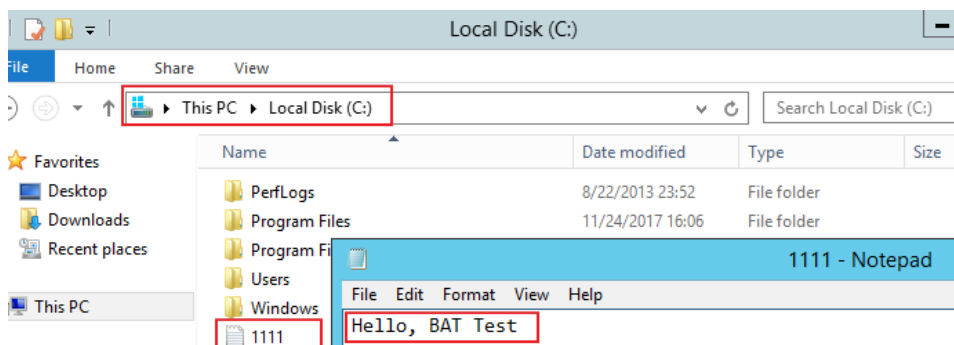 Local Disk (C:)
File Home Share View
This PC Local Disk (C:) Search Local Disk (C:)
Name Date modified Type Size
Favorites
Desktop
Downloads
Recent places
This PC
PerfLogs 8/22/2013 23:52 File folder
Program Files 11/24/2017 16:06 File folder
Program Fi
Users
Windows
1111
1111 - Notepad
File Edit Format View Help
Hello, BAT Test